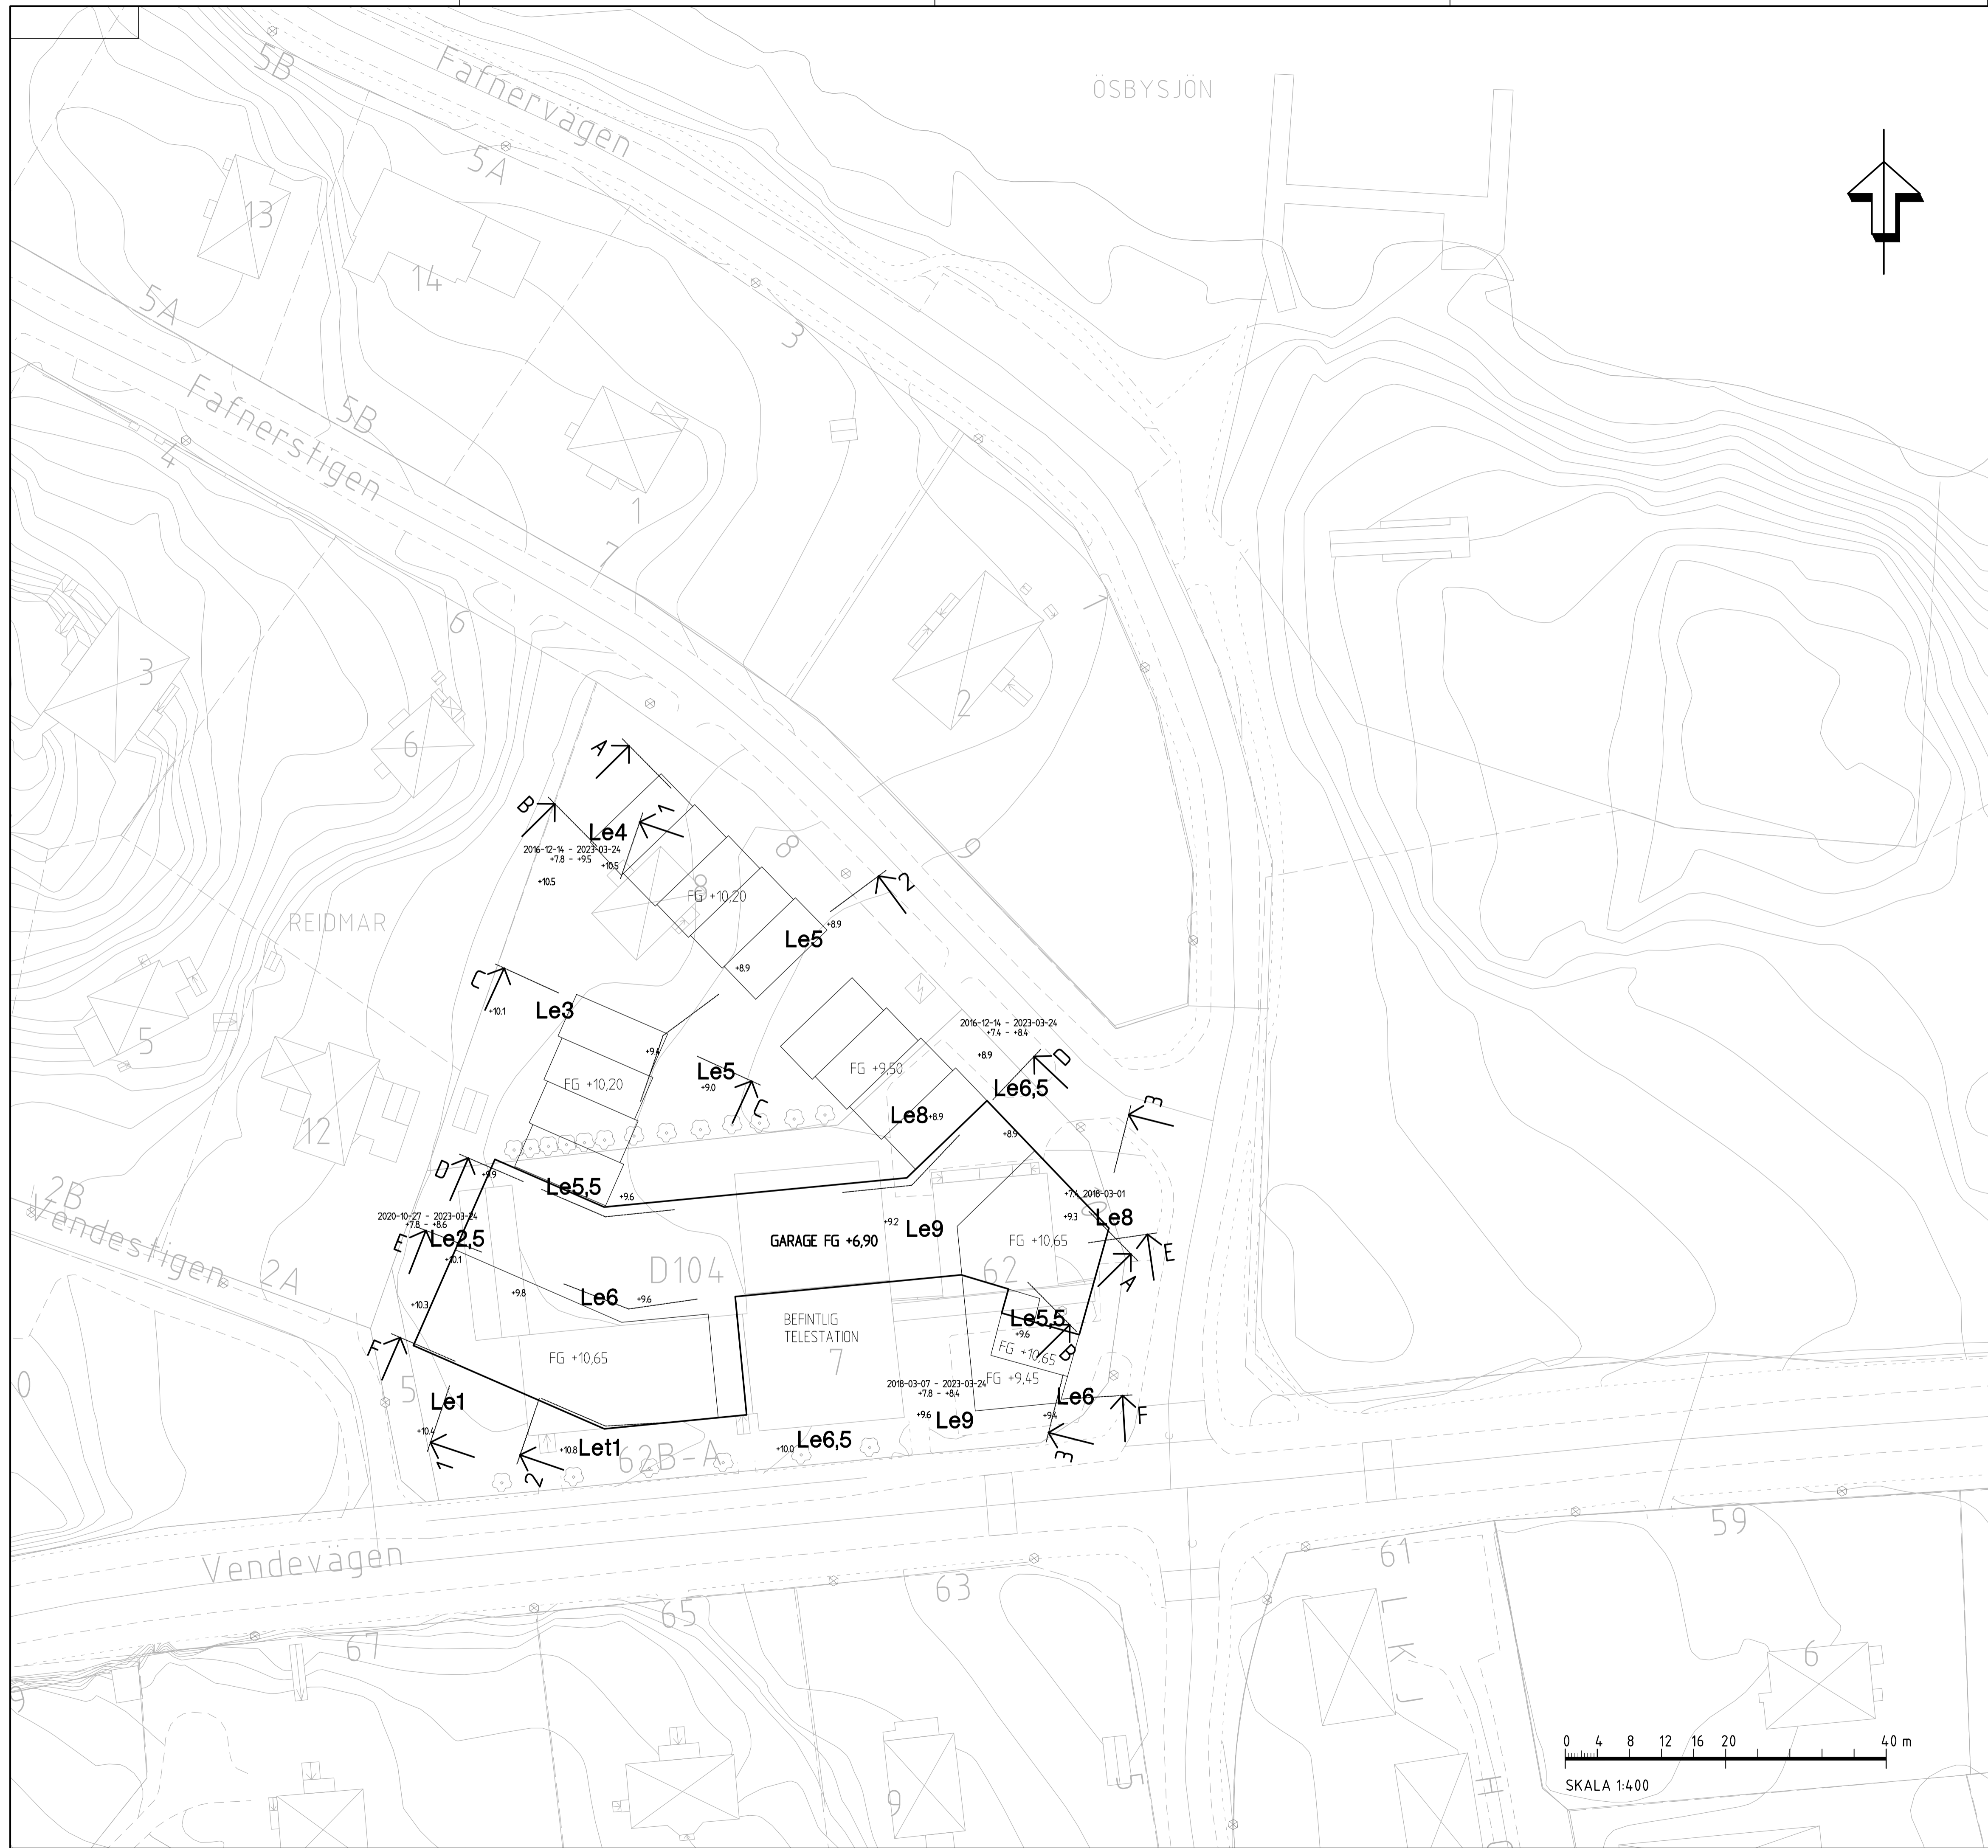 5B
Fafnervägen
5A
ÖSBYSJÖN
13
14
5A
3
Fafnerstigen
5B
4
1
7
6
1
3
2
6
A
B
Le4
1
2016-12-14 - 2023-03-24
+7.8 - +9.5
+10.5
+10.5
8
8
FG +10,20
9
2
+8.9
REIDMAR
Le5
+8.9
C
+10.1
Le3
5
+9.4
FG +10,20
Le5
+9.0
C
2016-12-14 - 2023-03-24
+7.4 - +8.4
+8.9
D
FG +9,50
Le6,5
Le8
+8.9
3
+8.9
12
D
+9.9
Le5,5
+9.6
2B
Vendestigen
2A
2020-10-27 - 2023-03-24
+7.8 - +8.6
E
Le2,5
+10.1
+7.4 2018-03-01
+9.3
Le8
+9.2
Le9
GARAGE FG +6,90
FG +10,65
E
A
D104
62
+10.3
+9.8
Le6
+9.6
BEFINTLIG
TELESTATION
7
Le5,5
+9.6
B
F
FG +10,65
FG +10,65
FG +9,45
0
5
Le1
2018-03-07 - 2023-03-24
+7.8 - +8.4
+9.6
Le9
Le6
+9.4
F
+10.4
1
2
+10.8
Let1
62B-A
+10.0
Le6,5
3
Vendevägen
67
65
63
61
59
L
K
J
6
9
9
5
H
0 4 8 12 16 20 40 m
SKALA 1:400